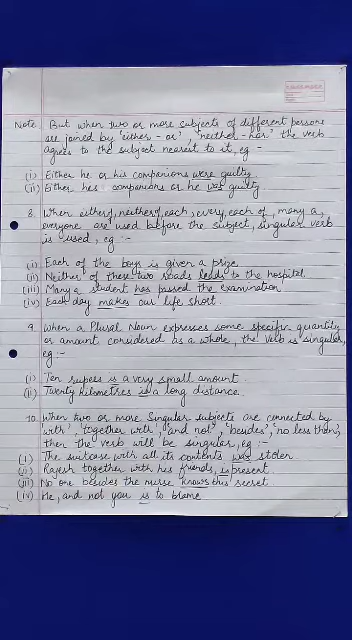 Note. But when two or more subjects of different persons
are joined by 'either - or', 'neither - nor' the verb
agrees to the subject nearest to it, eg -
(i) Either he or his companions were guilty
(ii) Either his companions or he was guilty
8. When either, neither, each, every, each of, many a,
everyone are used before the subject, singular verb
is used, eg :-
(i) Each of the boys is given a prize
(ii) Neither of these two roads leads to the hospital
(iii) Many a student has passed the examination
(iv) Each day makes our life short.
9. When a Plural Noun expresses some specific quantity
or amount considered as a whole, the verb is singular,
eg :-
(i) Ten rupees is a very small amount.
(ii) Twenty kilometres is a long distance.
10. When two or more Singular subjects are connected by
'with', 'together with', 'and not', 'besides', 'no less than',
then the verb will be singular, eg :-
(i) The suitcase with all its contents was stolen.
(ii) Rajesh together with his friends, is present.
(iii) No one besides the nurse knows this secret
(iv) He, and not you is to blame